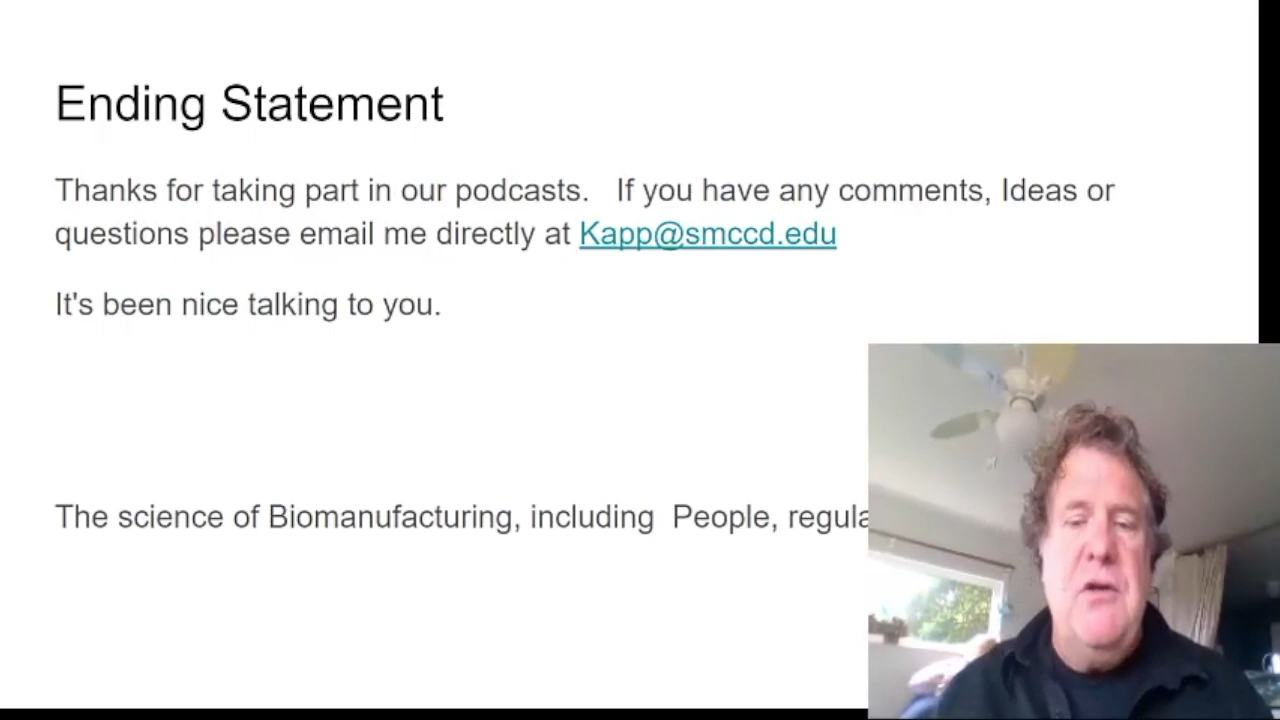 Ending Statement
Thanks for taking part in our podcasts. If you have any comments, Ideas or
questions please email me directly at Kapp@smccd.edu
It's been nice talking to you.
The science of Biomanufacturing, including People,